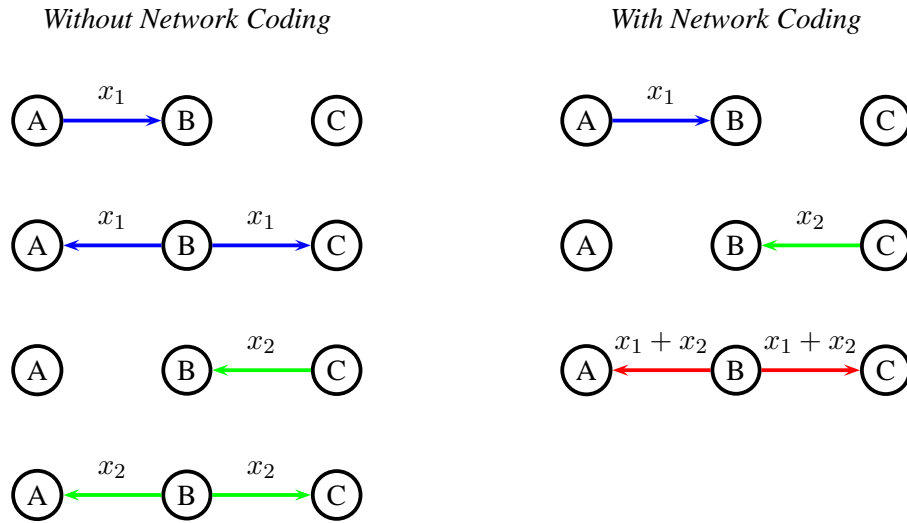 Without Network Coding
x₁
A B C
x₁ x₁
A B C
x₂
A B C
x₂ x₂
A B C
With Network Coding
x₁
A B C
x₂
A B C
x₁ + x₂ x₁ + x₂
A B C